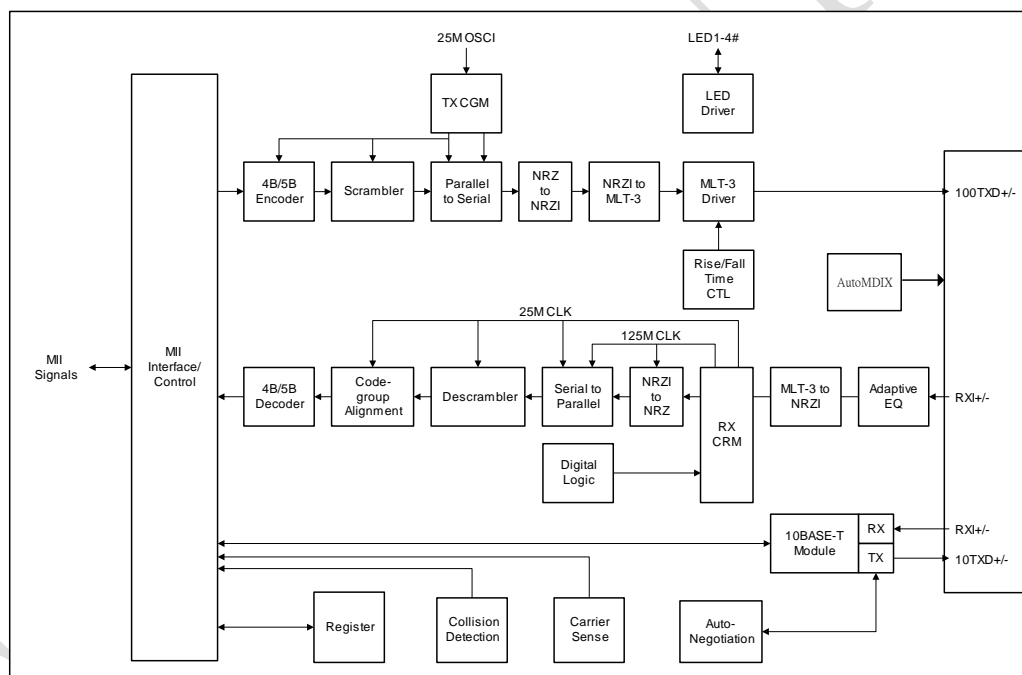 25M OSCI
LED1-4#
TX CGM
LED
Driver
4B/5B
Encoder
Scrambler
Parallel
to Serial
NRZ
to
NRZI
NRZI to
MLT-3
MLT-3
Driver
100TXD+/-
Rise/Fall
Time
CTL
AutoMDIX
25M CLK
125M CLK
MII
Signals
MII
Interface/
Control
4B/5B
Decoder
Code-
group
Alignment
Descrambler
Serial to
Parallel
NRZI
to
NRZ
RX
CRM
MLT-3 to
NRZI
Adaptive
EQ
RXI+/-
Digital
Logic
10BASE-T
Module
RX
TX
RXI+/-
10TXD+/-
Register
Collision
Detection
Carrier
Sense
Auto-
Negotiation